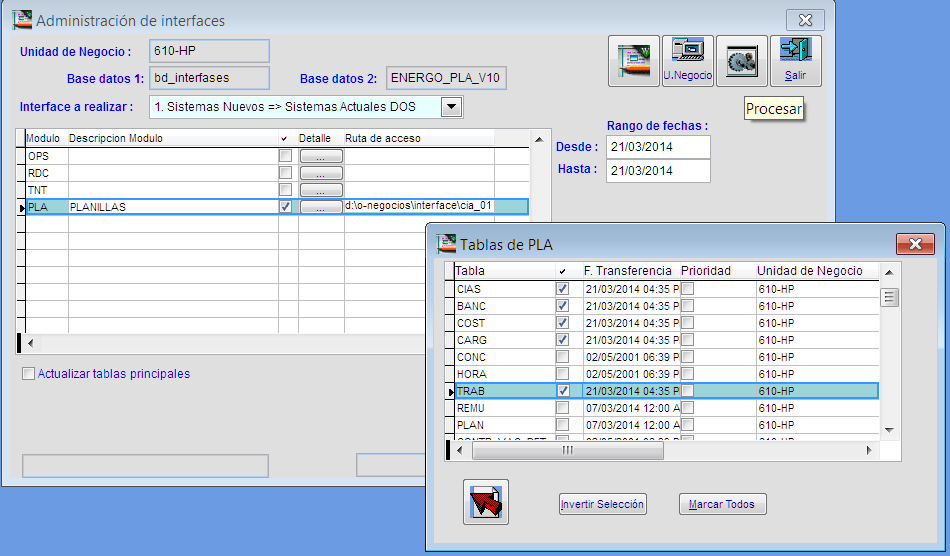 Administración de interfaces
Unidad de Negocio : 610-HP
Base datos 1: bd_interfases Base datos 2: ENERGO_PLA_V10
U.Negocio Salir
Interface a realizar : 1. Sistemas Nuevos => Sistemas Actuales DOS
Procesar
Rango de fechas :
Desde : 21/03/2014
Hasta : 21/03/2014
Modulo Descripcion Modulo Detalle Ruta de acceso
OPS ...
RDC ...
TNT ...
PLA PLANILLAS ... d:\o-negocios\interface\cia_01
Actualizar tablas principales
Tablas de PLA
Tabla F. Transferencia Prioridad Unidad de Negocio
CIAS 21/03/2014 04:35 P 610-HP
BANC 21/03/2014 04:35 P 610-HP
COST 21/03/2014 04:35 P 610-HP
CARG 21/03/2014 04:35 P 610-HP
CONC 02/05/2001 06:39 P 610-HP
HORA 02/05/2001 06:39 P 610-HP
TRAB 21/03/2014 04:35 P 610-HP
REMU 07/03/2014 12:00 A 610-HP
PLAN 07/03/2014 12:00 A 610-HP
Invertir Selección Marcar Todos